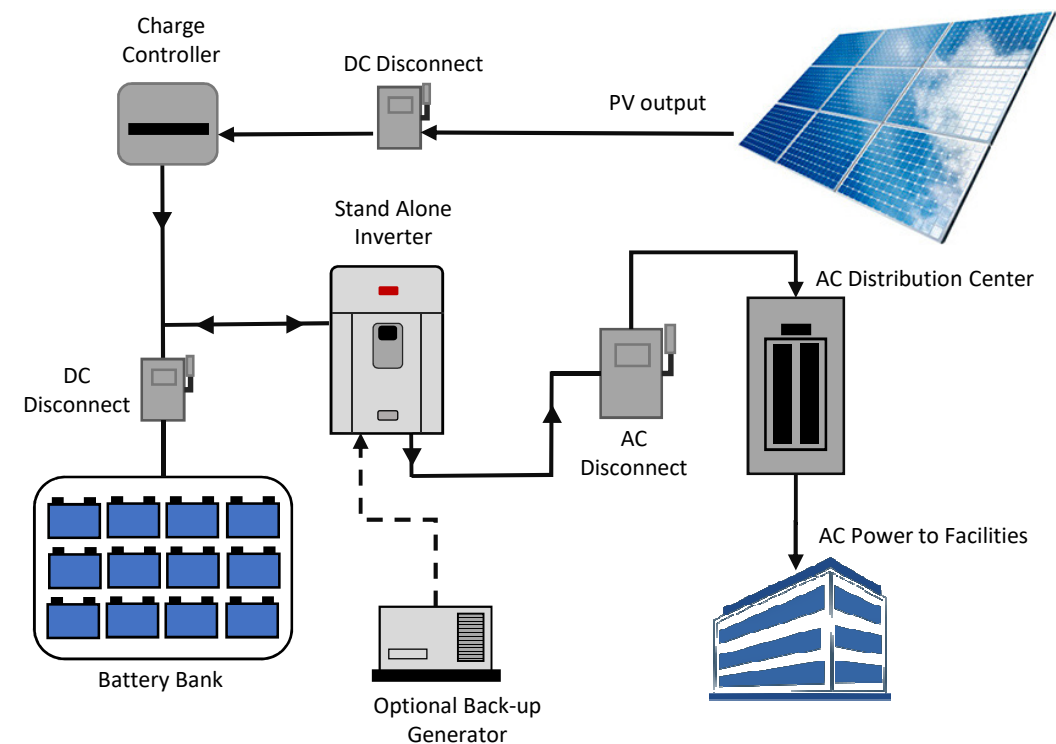 Charge
Controller
DC Disconnect
PV output
Stand Alone
Inverter
AC Distribution Center
DC
Disconnect
AC
Disconnect
AC Power to Facilities
Battery Bank
Optional Back-up
Generator